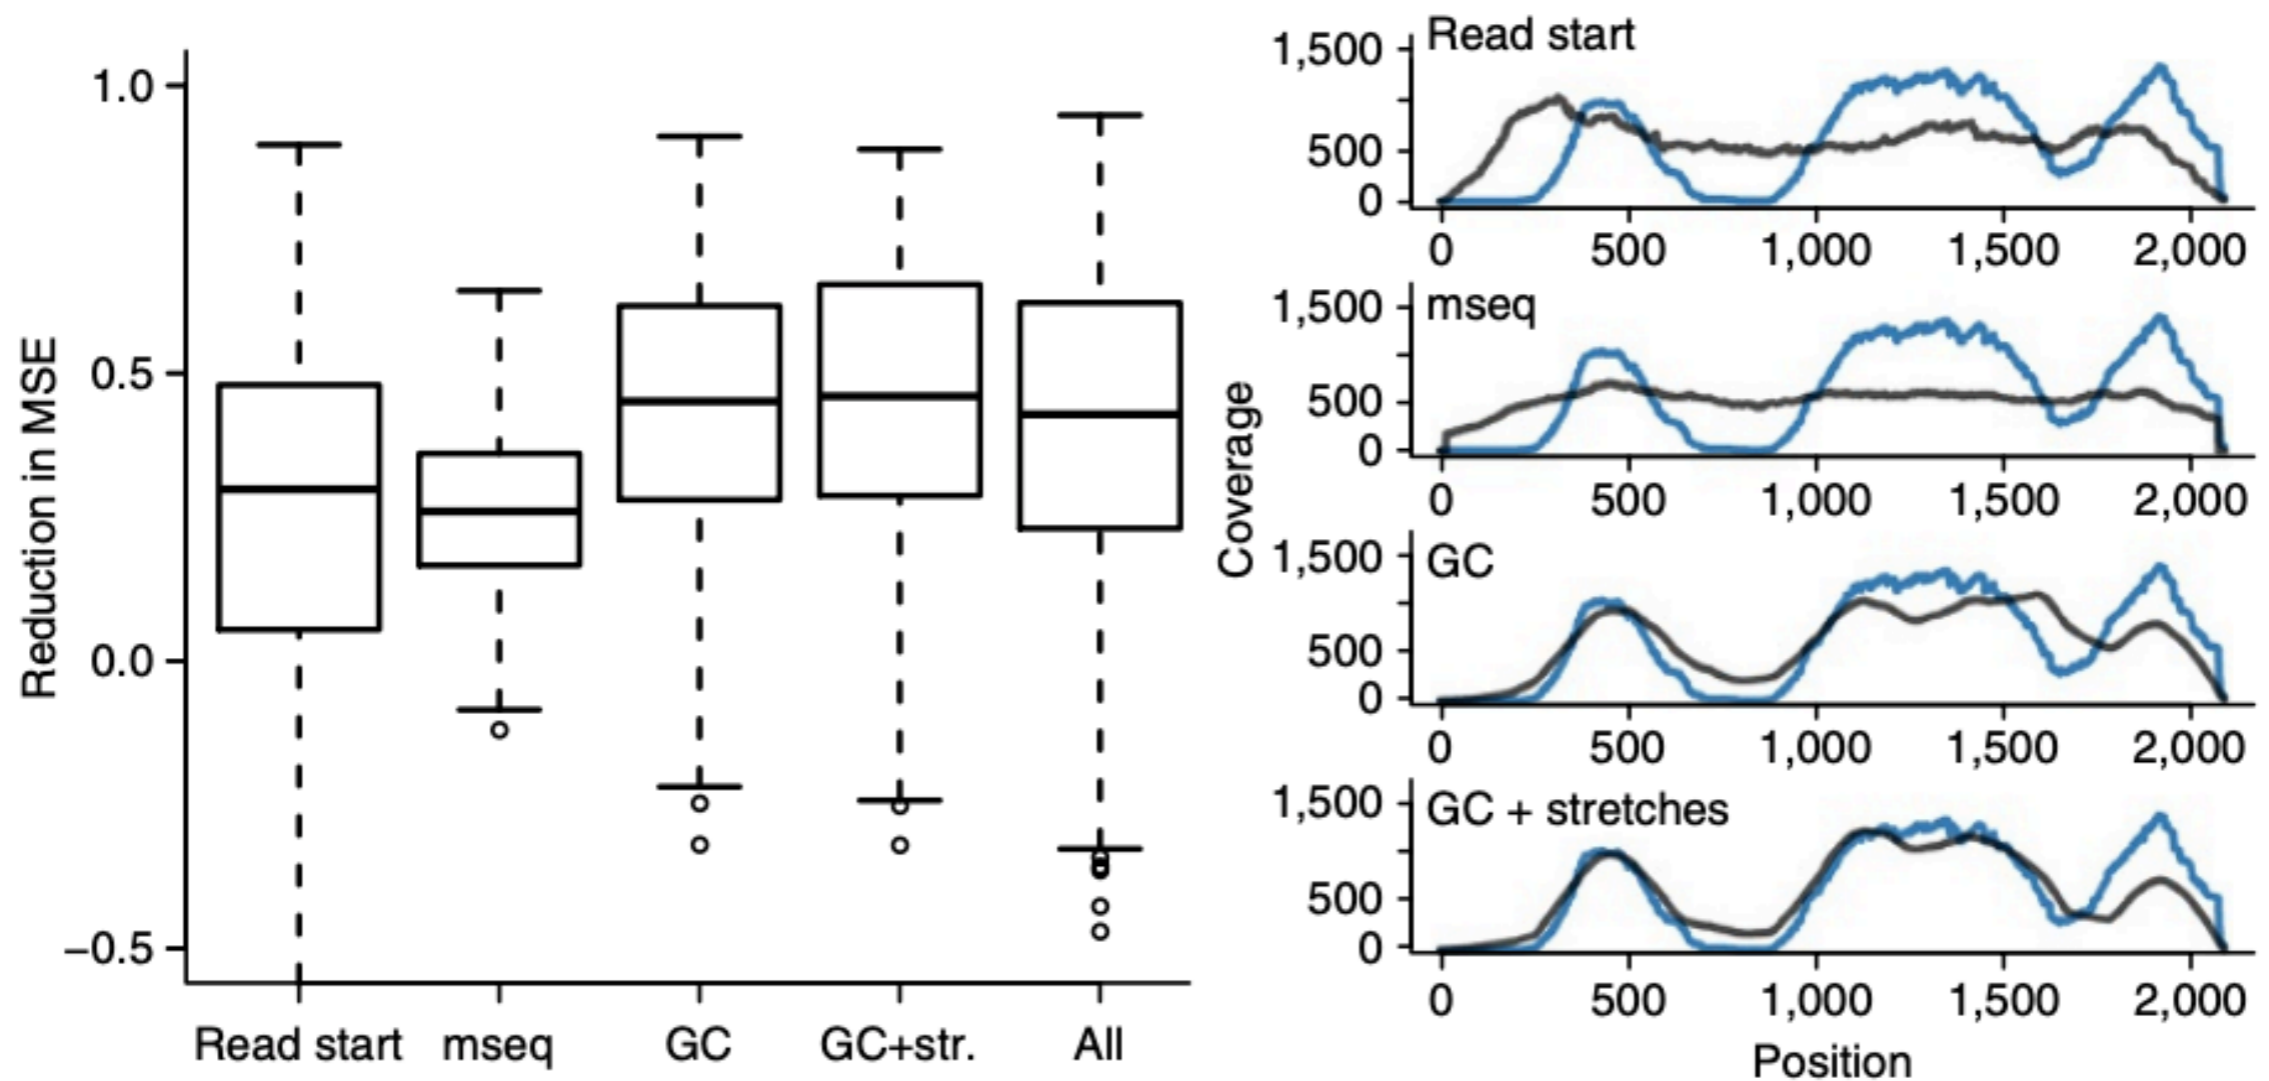 Reduction in MSE
1.0
0.5
0.0
−0.5
Read start mseq GC GC+str. All
Coverage
Read start
1,500
500
0
0 500 1,000 1,500 2,000
mseq
1,500
500
0
0 500 1,000 1,500 2,000
GC
1,500
500
0
0 500 1,000 1,500 2,000
GC + stretches
1,500
500
0
0 500 1,000 1,500 2,000
Position